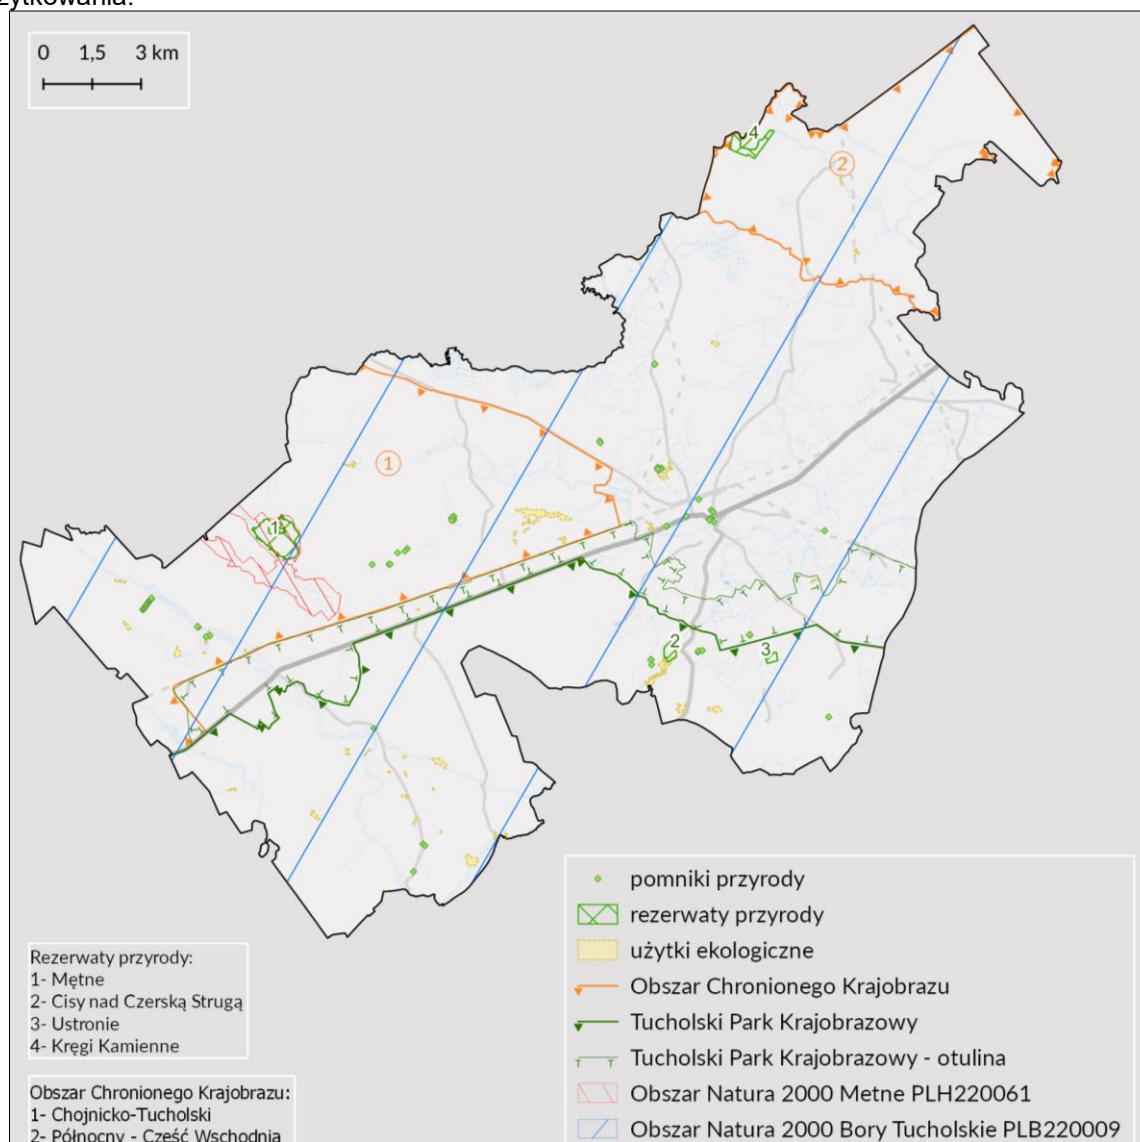 żytkowania.
0 1,5 3 km
4
2
1
1
2
3
Rezerwaty przyrody:
1- Mętne
2- Cisy nad Czerską Strugą
3- Ustronie
4- Kręgi Kamienne
Obszar Chronionego Krajobrazu:
1- Chojnicko-Tucholski
2- Północny - Cześć Wschodnia
pomniki przyrody
rezerwaty przyrody
użytki ekologiczne
Obszar Chronionego Krajobrazu
Tucholski Park Krajobrazowy
Tucholski Park Krajobrazowy - otulina
Obszar Natura 2000 Metne PLH220061
Obszar Natura 2000 Bory Tucholskie PLB220009